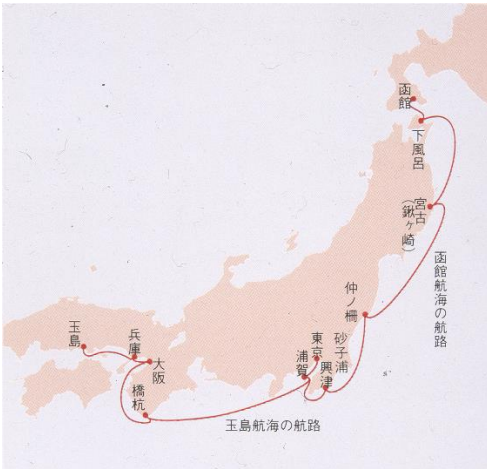 函館
下風呂
宮古
(鍬ヶ崎)
函館航海の航路
仲ノ柵
砂子浦
東京
興津
浦賀
玉島
兵庫
大阪
橋杭
玉島航海の航路